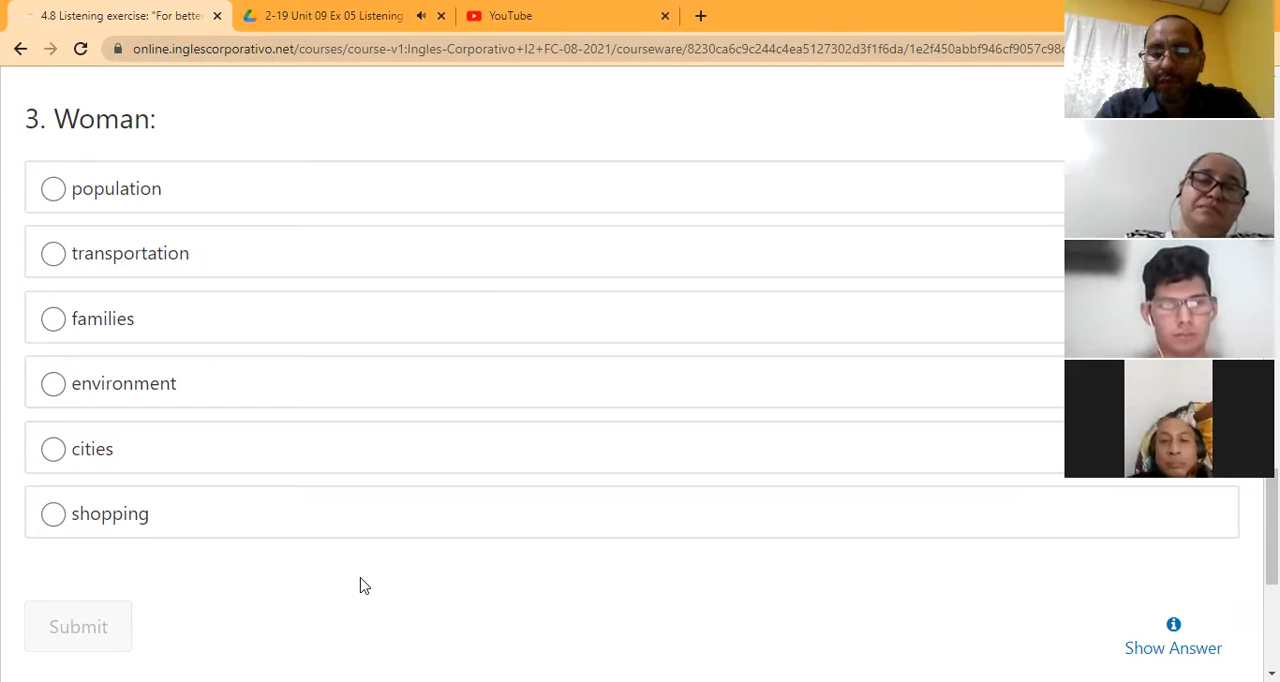 4.8 Listening exercise: "For bette
2-19 Unit 09 Ex 05 Listening
YouTube
online.inglescorporativo.net/courses/course-v1:Ingles-Corporativo+I2+FC-08-2021/courseware/8230ca6c9c244c4ea5127302d3f1f6da/1e2f450abbf946cf9057c98
3. Woman:
population
transportation
families
environment
cities
shopping
Submit
Show Answer